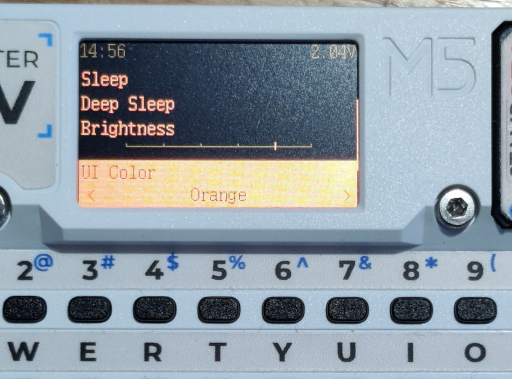 TER
V
14:56
2.04V
M5
Sleep
Deep Sleep
Brightness
UI Color
< Orange >
2@ 3# 4$ 5% 6^ 7& 8* 9(
W E R T Y U I O